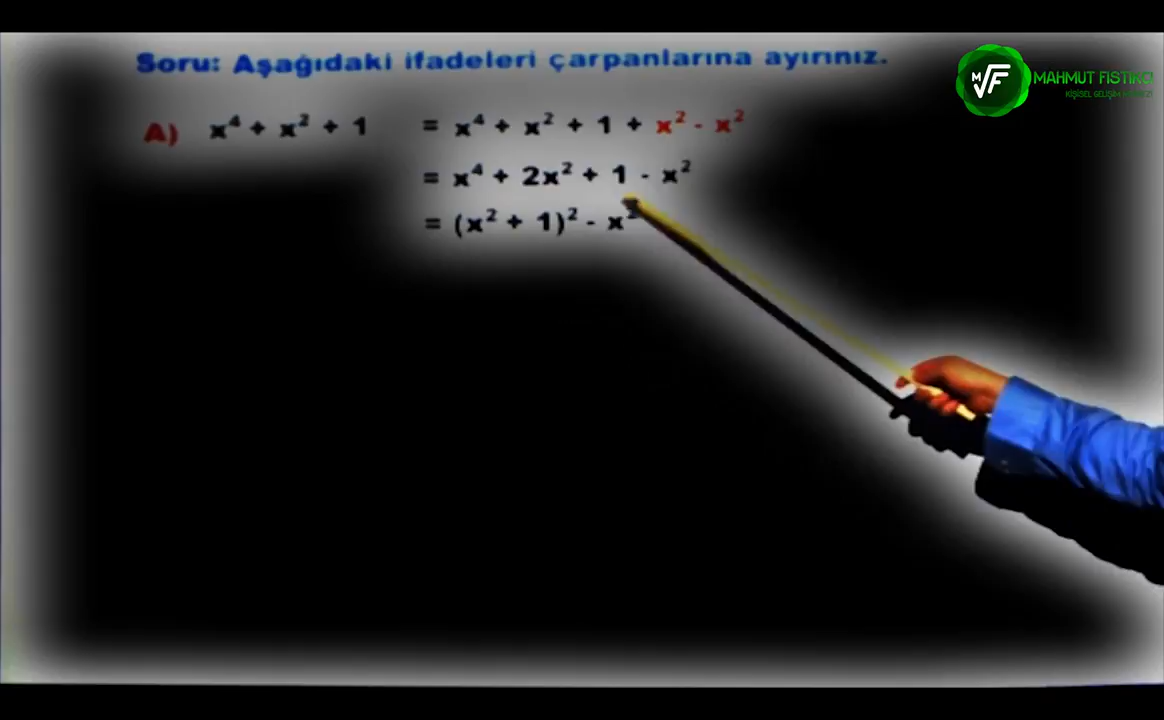 Soru: Aşağıdaki ifadeleri çarpanlarına ayırınız.
MAHMUT FISTIKÇI
A) x⁴ + x² + 1 = x⁴ + x² + 1 + x² - x²
= x⁴ + 2x² + 1 - x²
= (x² + 1)² - x²